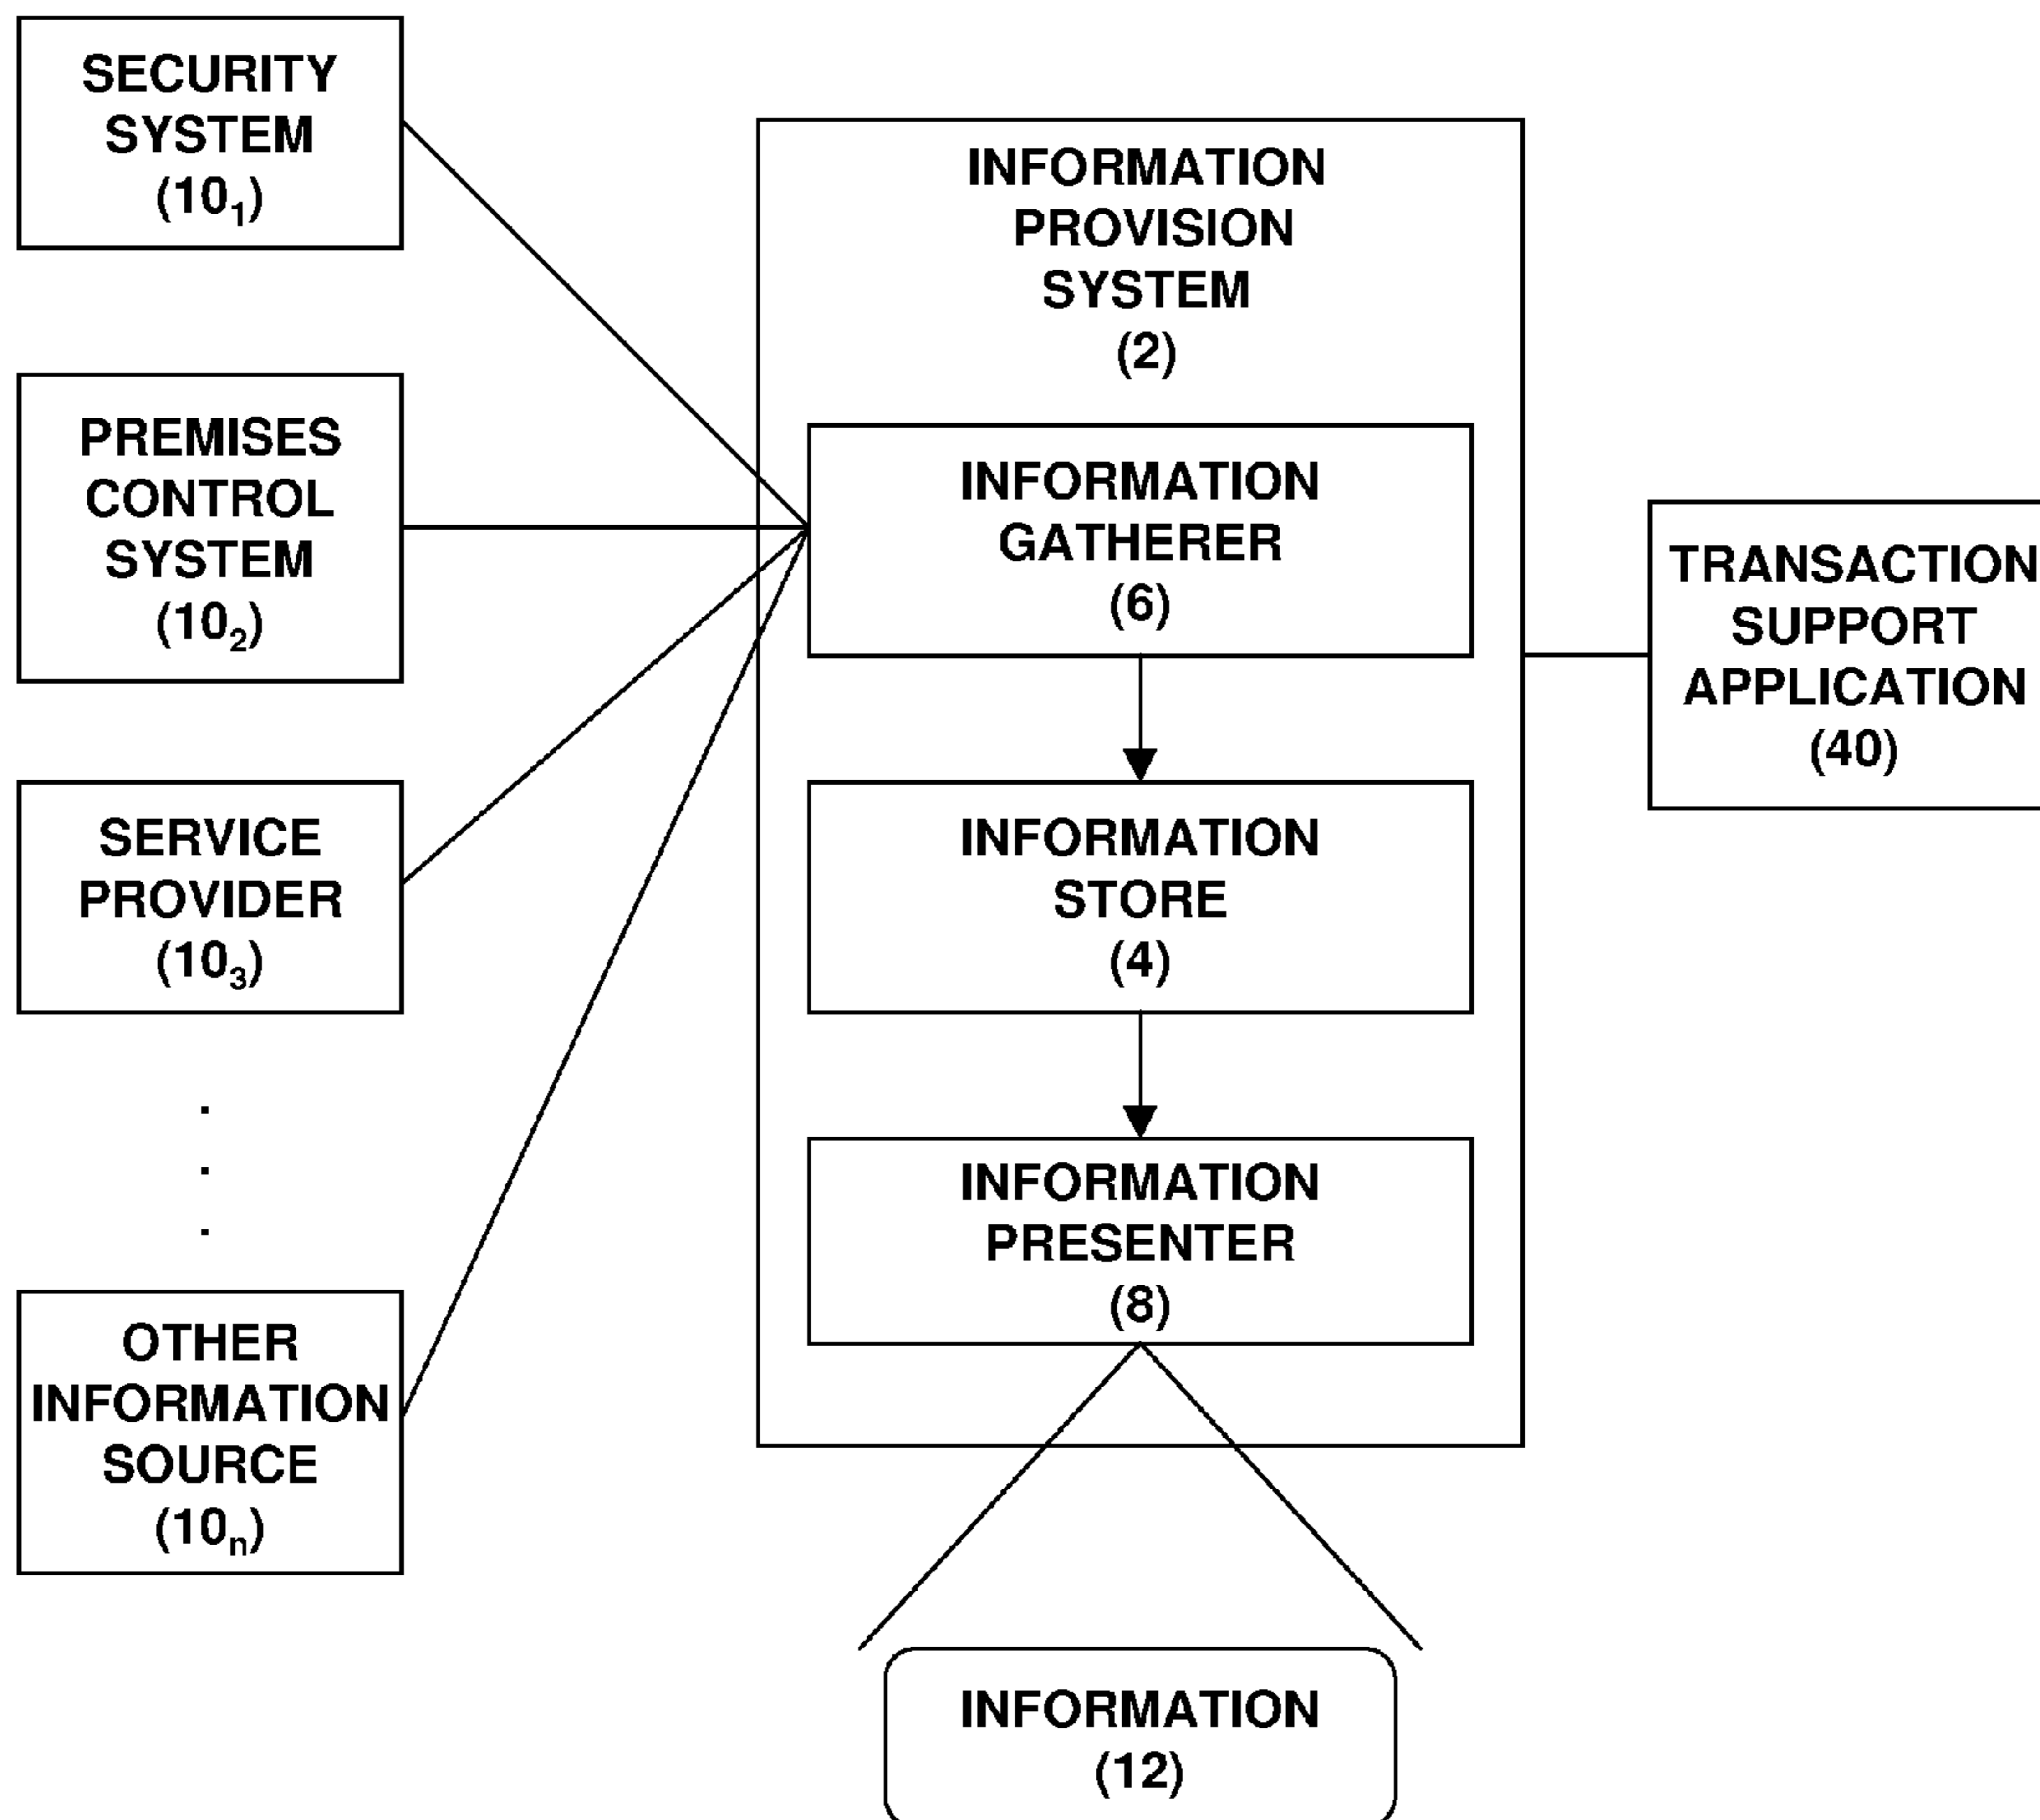 SECURITY
SYSTEM
(10₁)
PREMISES
CONTROL
SYSTEM
(10₂)
SERVICE
PROVIDER
(10₃)
.
.
.
OTHER
INFORMATION
SOURCE
(10ₙ)
INFORMATION
PROVISION
SYSTEM
(2)
INFORMATION
GATHERER
(6)
INFORMATION
STORE
(4)
INFORMATION
PRESENTER
(8)
INFORMATION
(12)
TRANSACTION
SUPPORT
APPLICATION
(40)